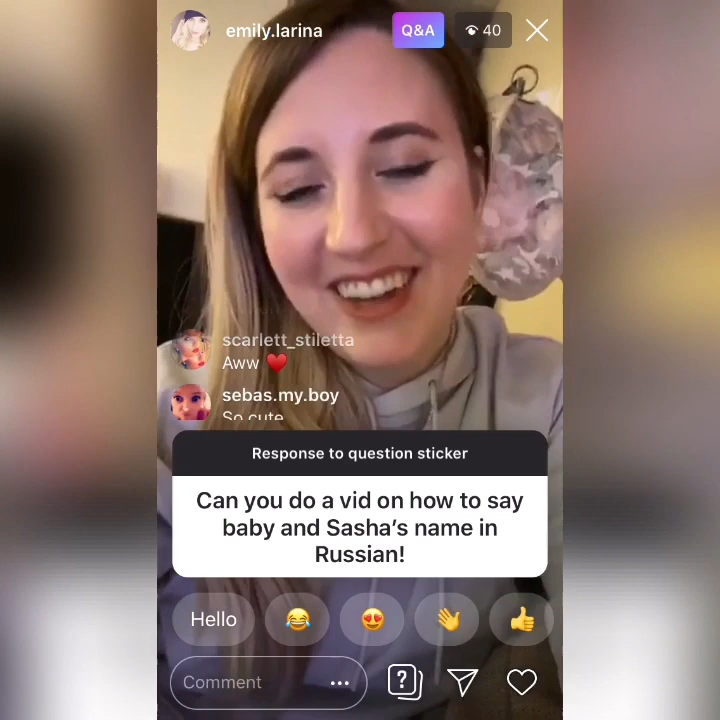 emily.larina
Q&A
40
scarlett_stiletta
Aww ❤️
sebas.my.boy
So cute
Response to question sticker
Can you do a vid on how to say
baby and Sasha's name in
Russian!
Hello 😂 😍 👋 👍
Comment
?